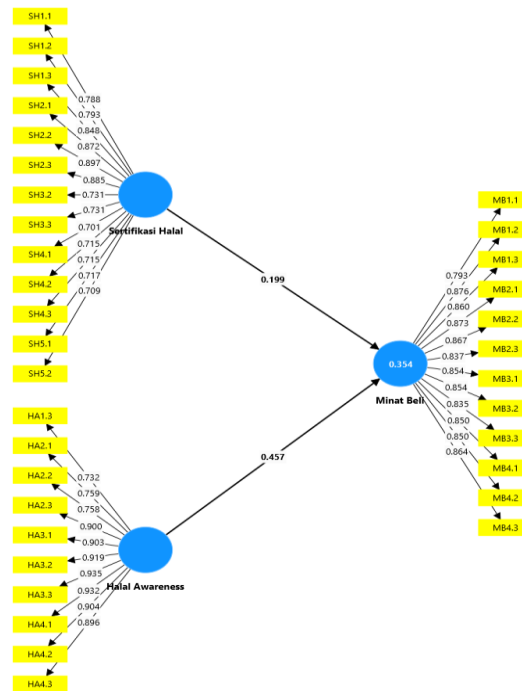 SH1.1
SH1.2
SH1.3
SH2.1
SH2.2
SH2.3
SH3.2
SH3.3
SH4.1
SH4.2
SH4.3
SH5.1
SH5.2
0.788
0.793
0.848
0.872
0.897
0.885
0.731
0.731
0.701
0.715
0.715
0.717
0.709
Sertifikasi Halal
0.199
HA1.3
HA2.1
HA2.2
HA2.3
HA3.1
HA3.2
HA3.3
HA4.1
HA4.2
HA4.3
0.732
0.759
0.758
0.900
0.903
0.919
0.935
0.932
0.904
0.896
Halal Awareness
0.457
0.354
Minat Beli
0.793
0.876
0.860
0.873
0.867
0.837
0.854
0.854
0.835
0.850
0.850
0.864
MB1.1
MB1.2
MB1.3
MB2.1
MB2.2
MB2.3
MB3.1
MB3.2
MB3.3
MB4.1
MB4.2
MB4.3